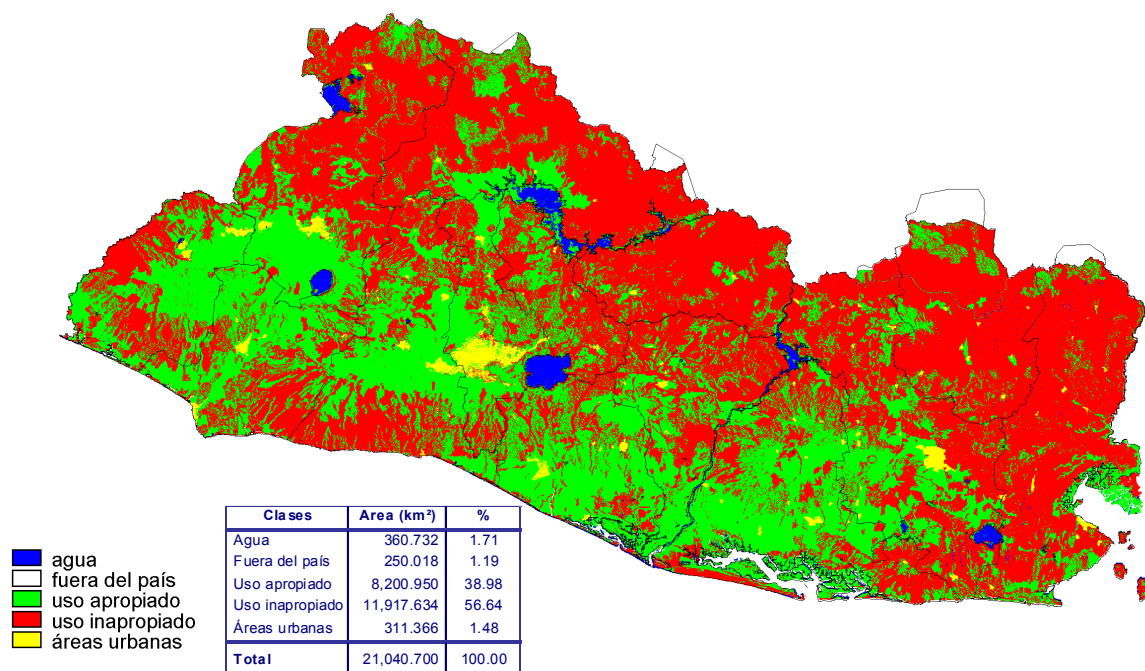 Clases Area (km²) %
Agua 360.732 1.71
Fuera del país 250.018 1.19
Uso apropiado 8,200.950 38.98
Uso inapropiado 11,917.634 56.64
Áreas urbanas 311.366 1.48
Total 21,040.700 100.00
agua
fuera del país
uso apropiado
uso inapropiado
áreas urbanas